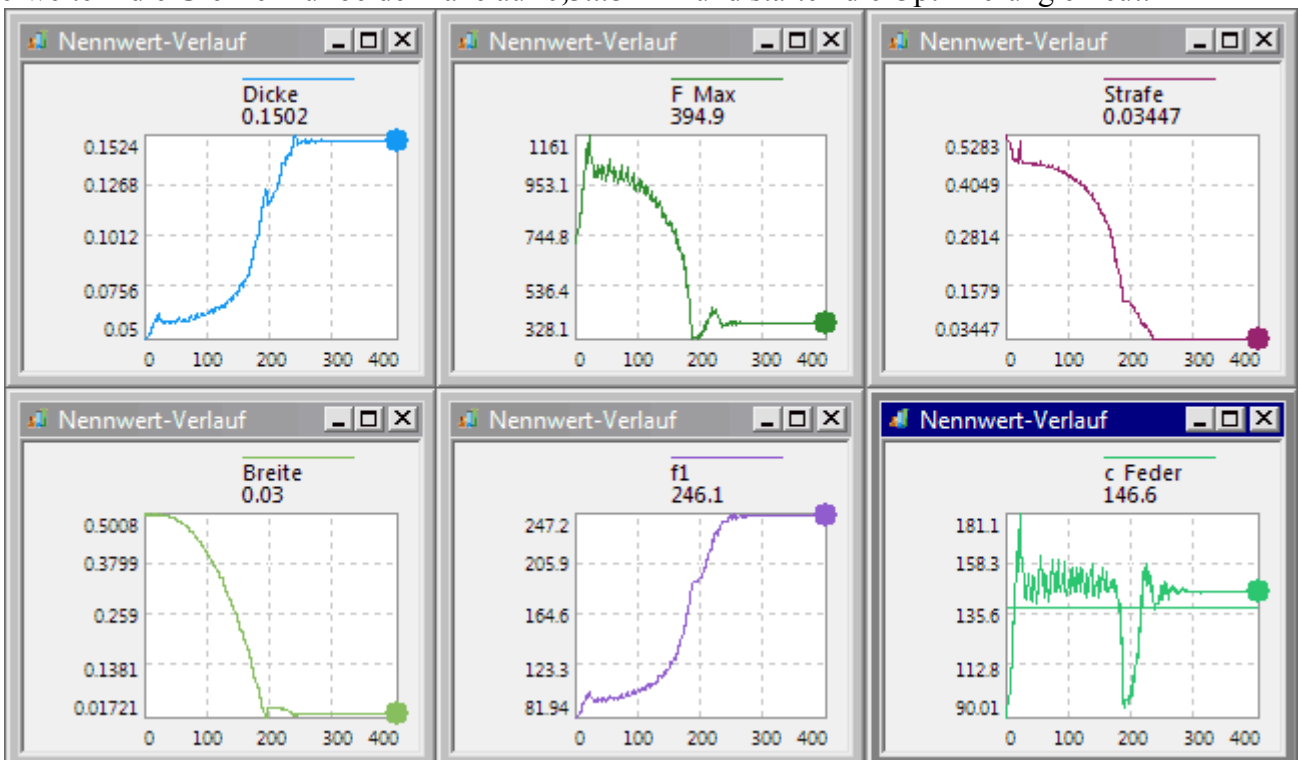 Nennwert-Verlauf
Dicke
0.1502
0.1524
0.1268
0.1012
0.0756
0.05
0 100 200 300 400
Nennwert-Verlauf
F_Max
394.9
1161
953.1
744.8
536.4
328.1
0 100 200 300 400
Nennwert-Verlauf
Strafe
0.03447
0.5283
0.4049
0.2814
0.1579
0.03447
0 100 200 300 400
Nennwert-Verlauf
Breite
0.03
0.5008
0.3799
0.259
0.1381
0.01721
0 100 200 300 400
Nennwert-Verlauf
f1
246.1
247.2
205.9
164.6
123.3
81.94
0 100 200 300 400
Nennwert-Verlauf
c_Feder
146.6
181.1
158.3
135.6
112.8
90.01
0 100 200 300 400